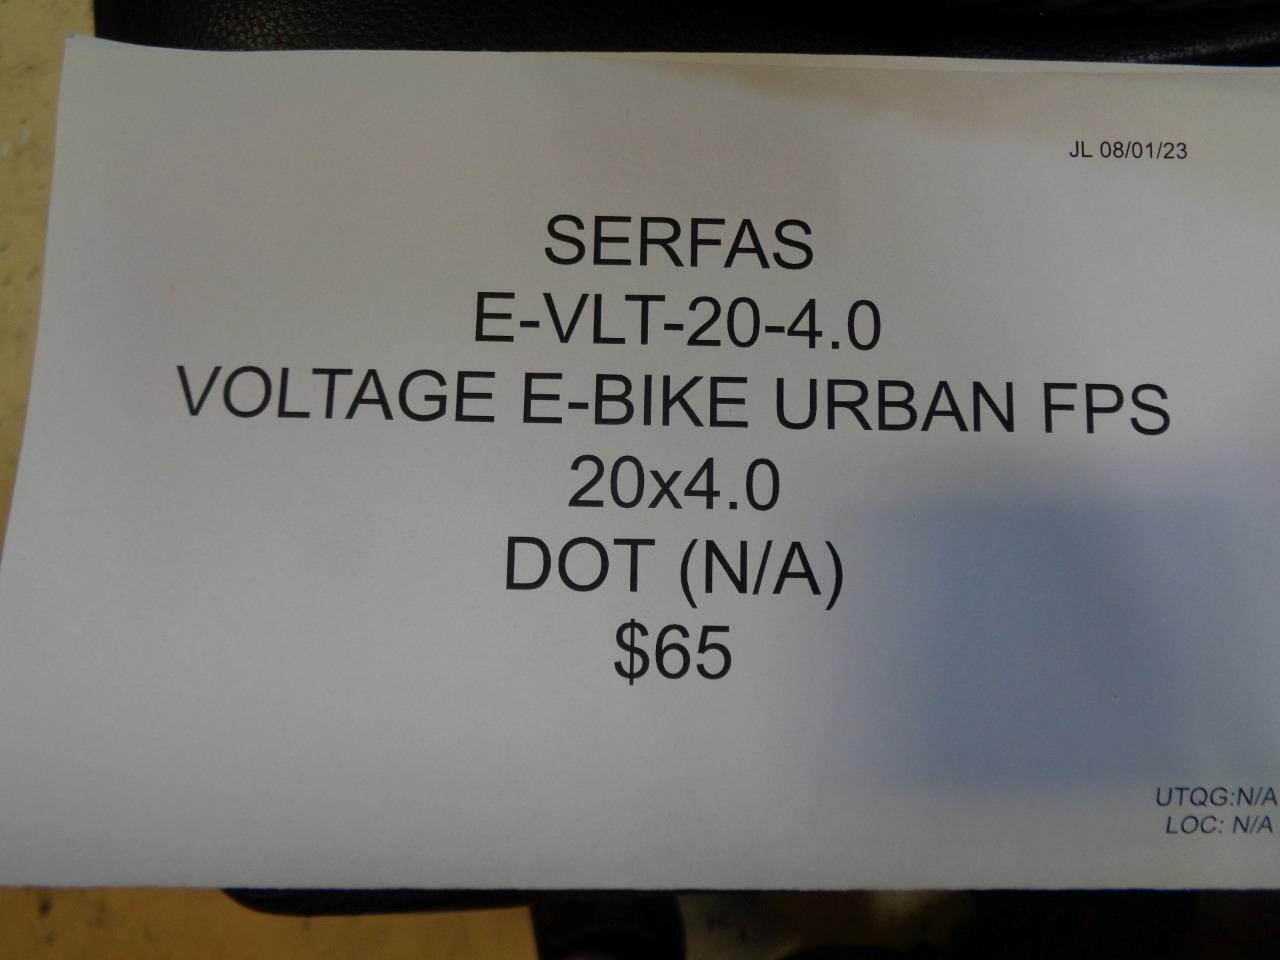 JL 08/01/23
SERFAS
E-VLT-20-4.0
VOLTAGE E-BIKE URBAN FPS
20x4.0
DOT (N/A)
$65
UTQG:N/A
LOC: N/A